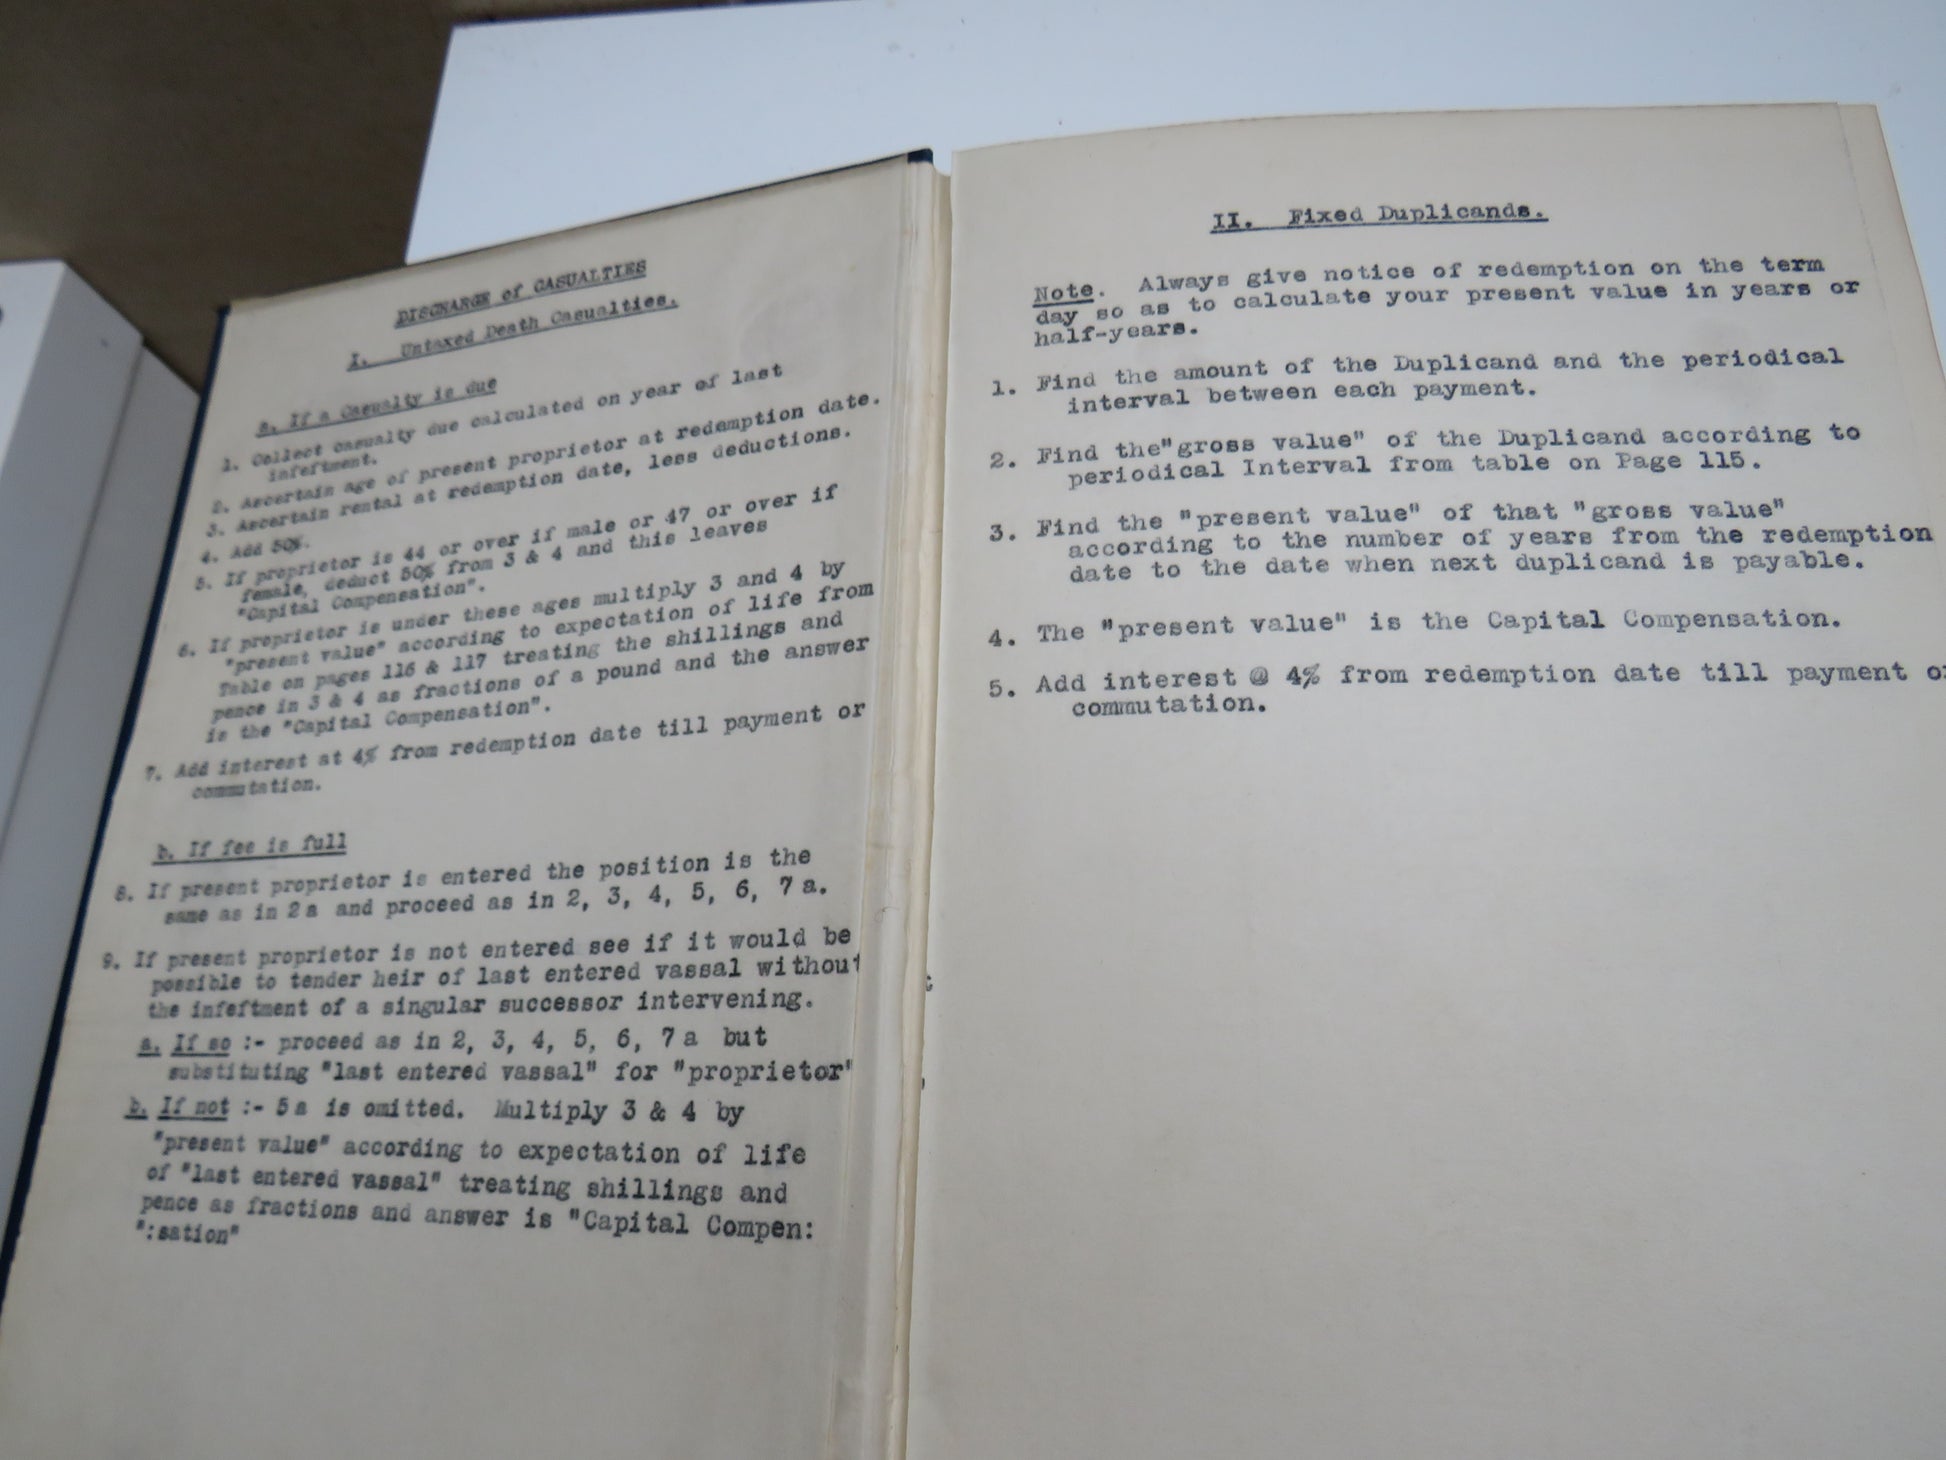 DISCHARGE of CASUALTIES
I. Untaxed Death Casualties.
a. If a Casualty is due
1. Collect casualty due calculated on year of last
infeftment.
2. Ascertain age of present proprietor at redemption date.
3. Ascertain rental at redemption date, less deductions.
4. Add 50%.
5. If proprietor is 44 or over if male or 47 or over if
female, deduct 50% from 3 & 4 and this leaves
"Capital Compensation".
6. If proprietor is under these ages multiply 3 and 4 by
"present value" according to expectation of life from
Table on pages 116 & 117 treating the shillings and
pence in 3 & 4 as fractions of a pound and the answer
is the "Capital Compensation".
7. Add interest at 4% from redemption date till payment or
commutation.
b. If fee is full
8. If present proprietor is entered the position is the
same as in 2a and proceed as in 2, 3, 4, 5, 6, 7a.
9. If present proprietor is not entered see if it would be
possible to tender heir of last entered vassal without
the infeftment of a singular successor intervening.
a. If so :- proceed as in 2, 3, 4, 5, 6, 7a but
substituting "last entered vassal" for "proprietor"
b. If not :- 5a is omitted. Multiply 3 & 4 by
"present value" according to expectation of life
of "last entered vassal" treating shillings and
pence as fractions and answer is "Capital Compen:
":sation"
II. Fixed Duplicands.
Note. Always give notice of redemption on the term
day so as to calculate your present value in years or
half-years.
1. Find the amount of the Duplicand and the periodical
interval between each payment.
2. Find the"gross value" of the Duplicand according to
periodical Interval from table on Page 115.
3. Find the "present value" of that "gross value"
according to the number of years from the redemption
date to the date when next duplicand is payable.
4. The "present value" is the Capital Compensation.
5. Add interest @ 4% from redemption date till payment or
commutation.